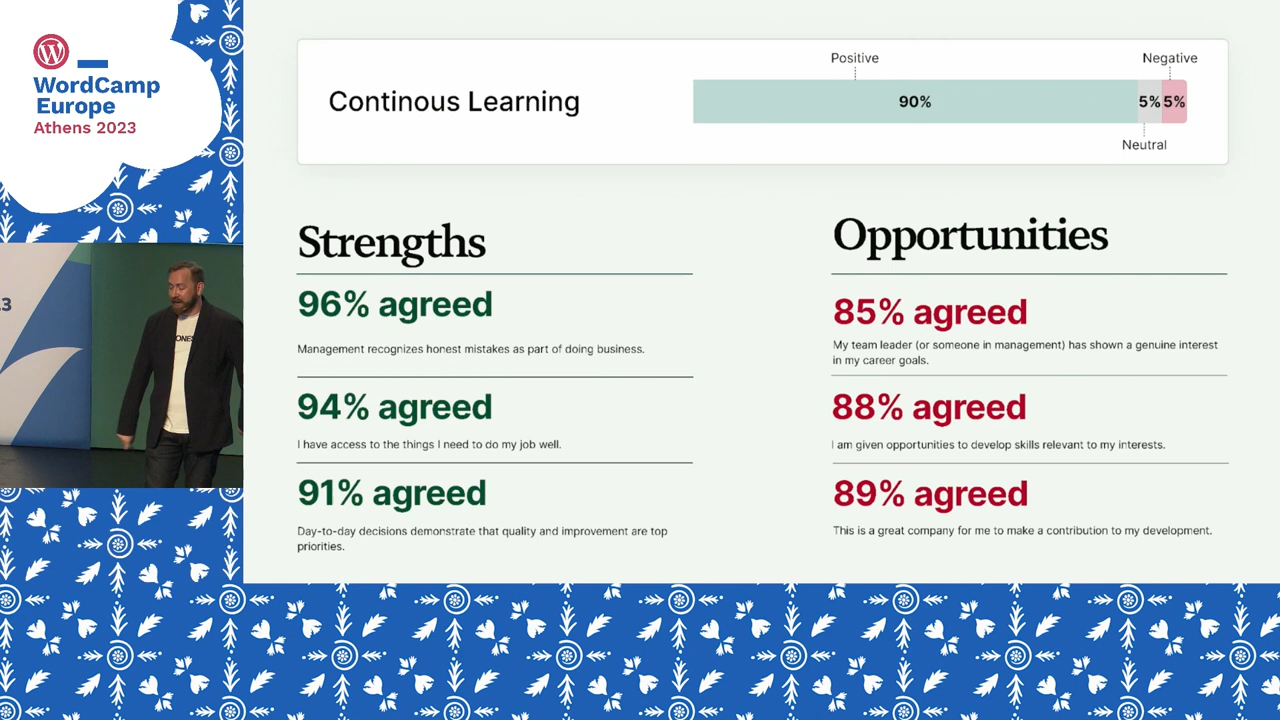 WordCamp
Europe
Athens 2023
Positive
Negative
Continous Learning
90%
5%
5%
Neutral
Strengths
96% agreed
Management recognizes honest mistakes as part of doing business.
94% agreed
I have access to the things I need to do my job well.
91% agreed
Day-to-day decisions demonstrate that quality and improvement are top
priorities.
Opportunities
85% agreed
My team leader (or someone in management) has shown a genuine interest
in my career goals.
88% agreed
I am given opportunities to develop skills relevant to my interests.
89% agreed
This is a great company for me to make a contribution to my development.